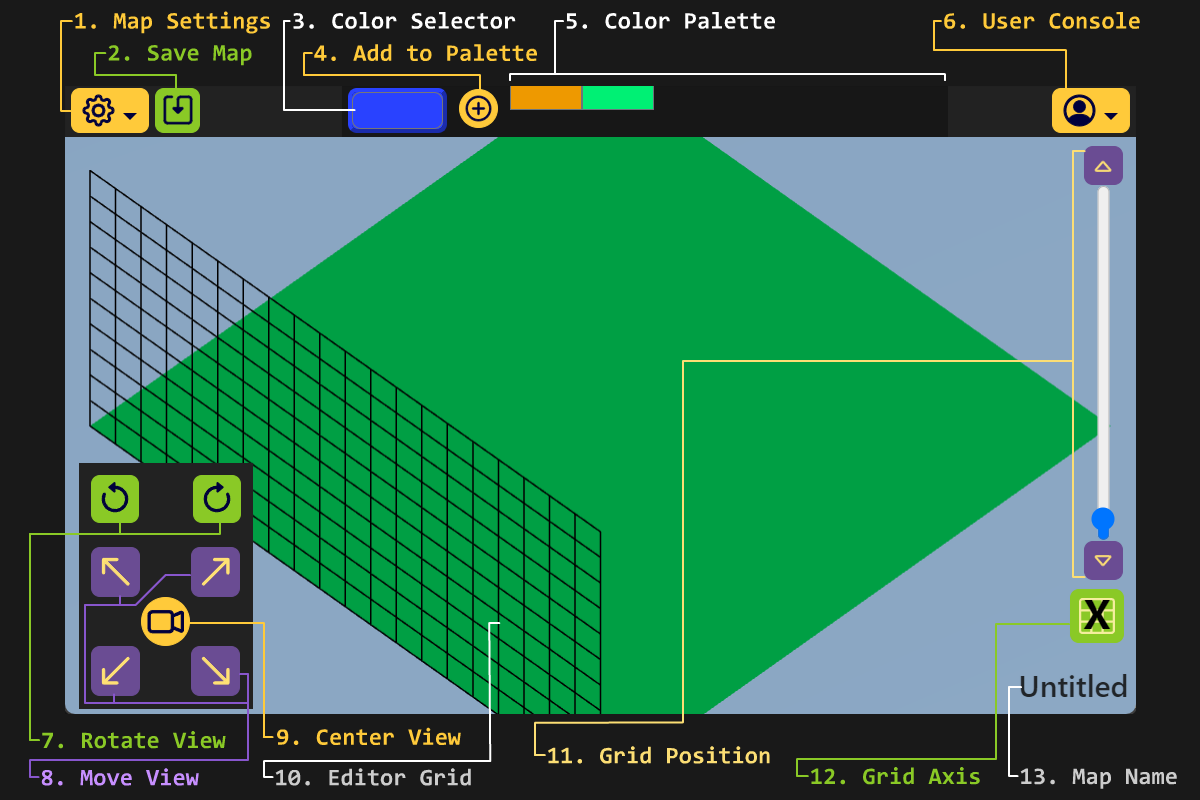 1. Map Settings
3. Color Selector
5. Color Palette
6. User Console
2. Save Map
4. Add to Palette
X
Untitled
7. Rotate View
9. Center View
11. Grid Position
8. Move View
10. Editor Grid
12. Grid Axis
13. Map Name